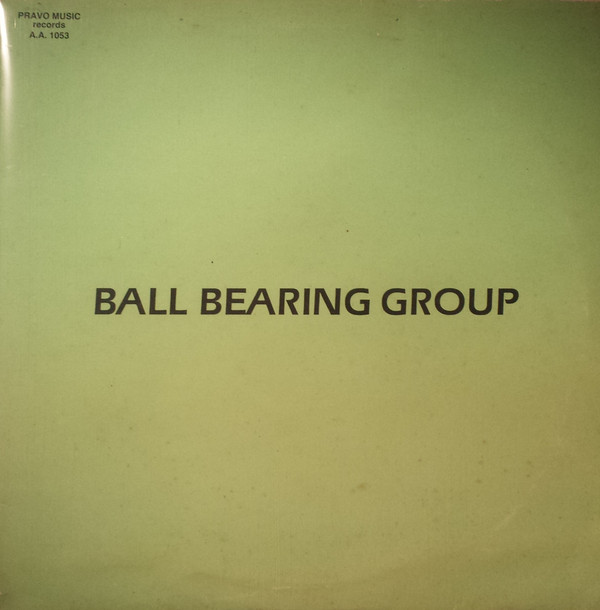 PRAVO MUSIC
records
A.A. 1053
BALL BEARING GROUP